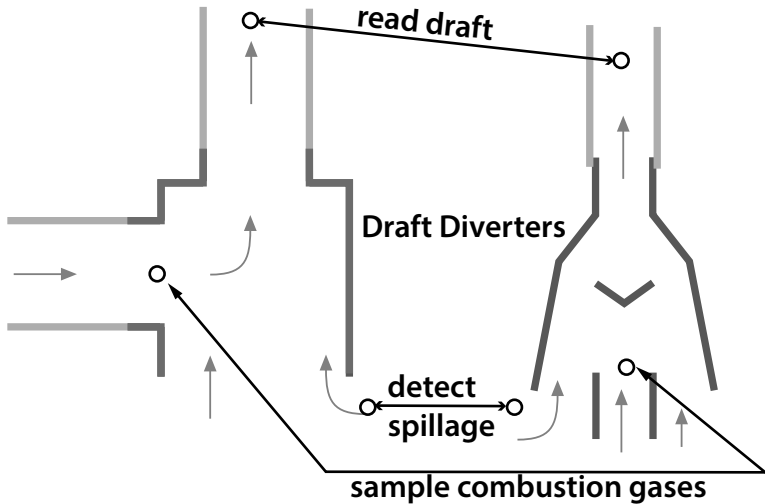 read draft
Draft Diverters
detect
spillage
sample combustion gases